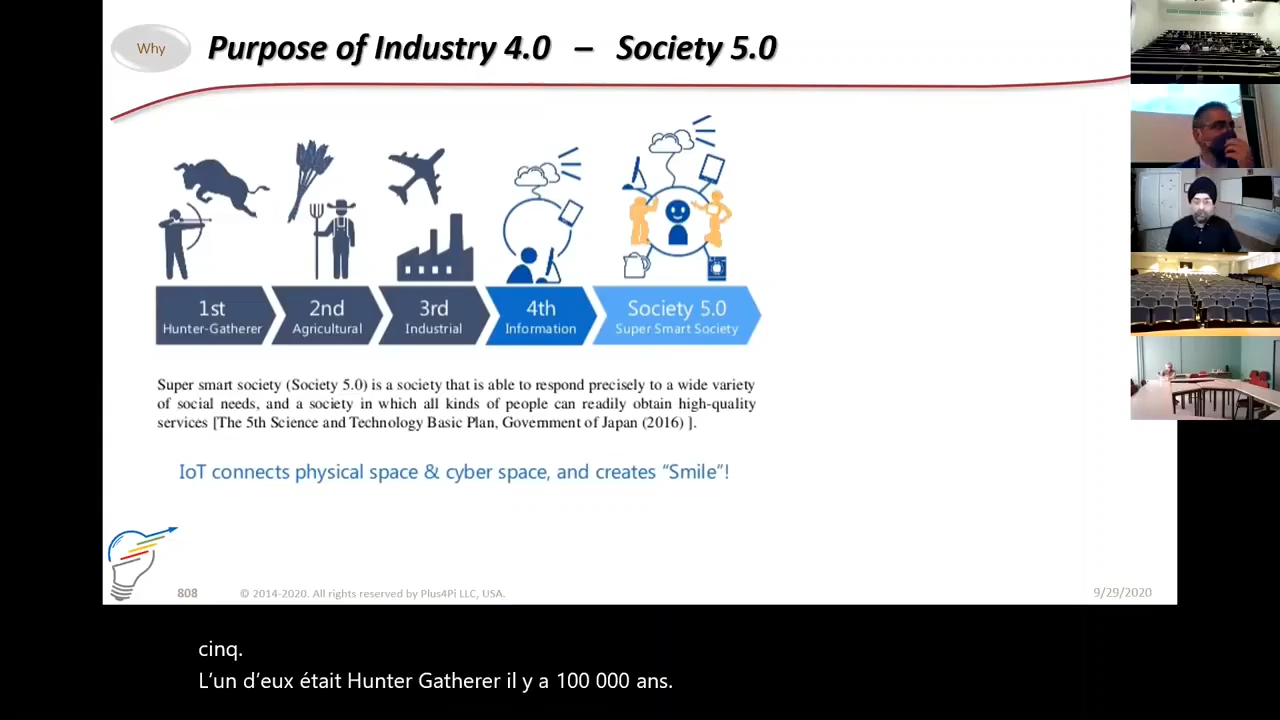 Why
Purpose of Industry 4.0 – Society 5.0
1st
Hunter-Gatherer
2nd
Agricultural
3rd
Industrial
4th
Information
Society 5.0
Super Smart Society
Super smart society (Society 5.0) is a society that is able to respond precisely to a wide variety
of social needs, and a society in which all kinds of people can readily obtain high-quality
services [The 5th Science and Technology Basic Plan, Government of Japan (2016) ].
IoT connects physical space & cyber space, and creates “Smile”!
808
© 2014-2020. All rights reserved by Plus4Pi LLC, USA.
9/29/2020
cinq.
L’un d’eux était Hunter Gatherer il y a 100 000 ans.